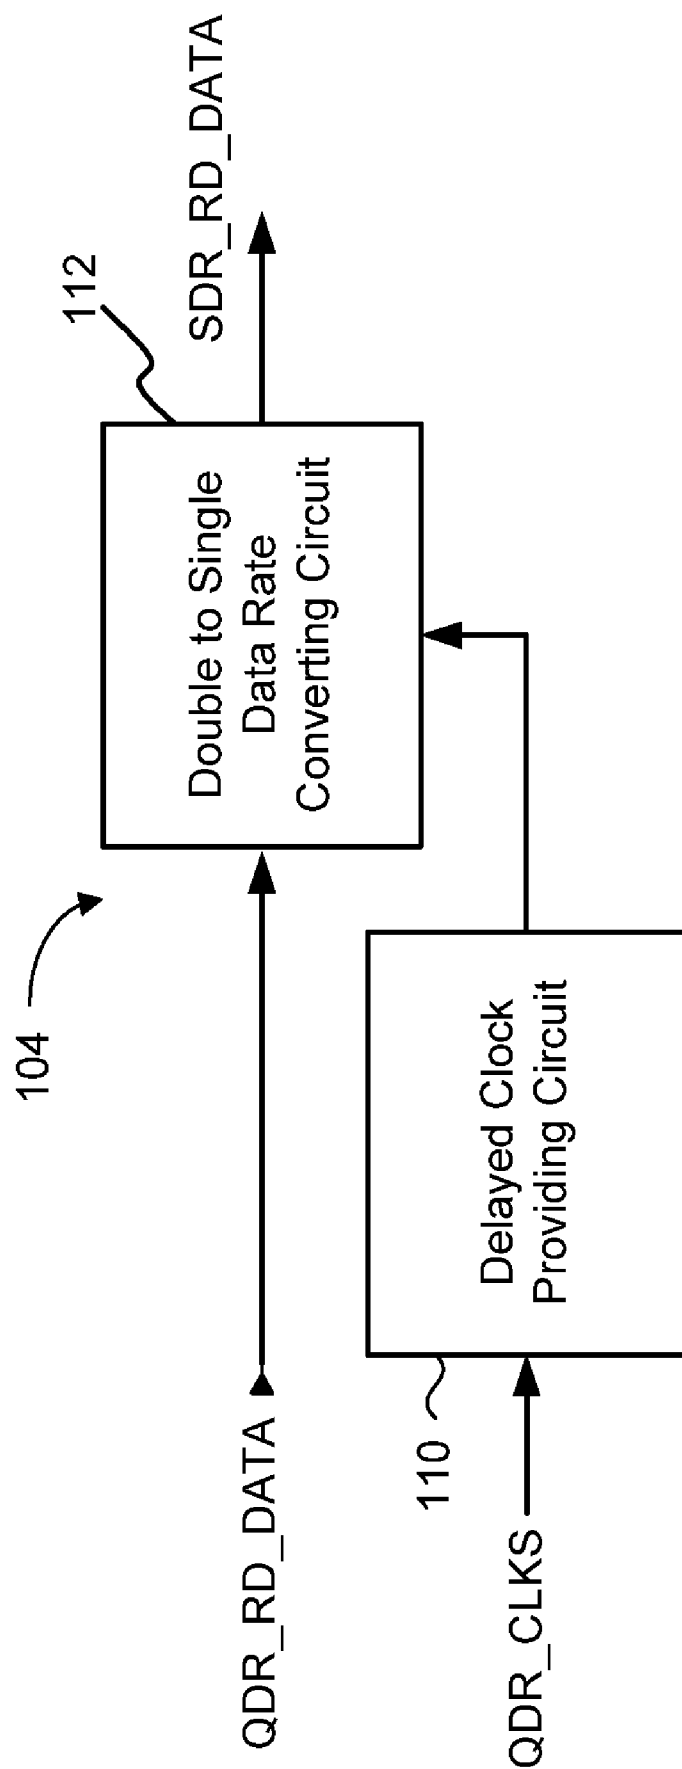 104
112
SDR_RD_DATA
Double to Single
Data Rate
Converting Circuit
QDR_RD_DATA
110
Delayed Clock
Providing Circuit
QDR_CLKS